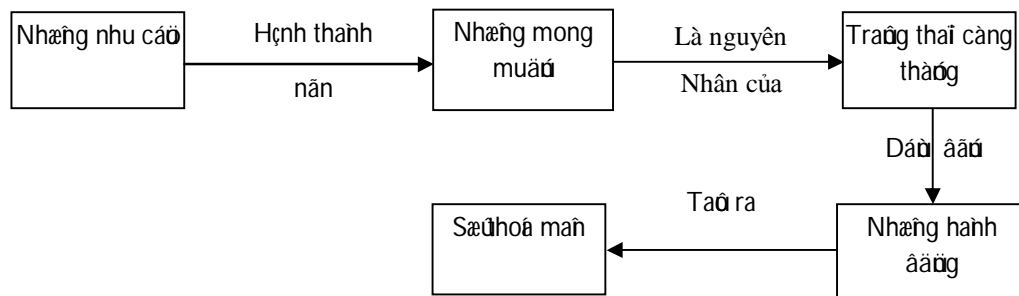 Nhæîng nhu cáöu
Hçnh thaình
nãn
Nhæîng mong
muäún
Là nguyên
Nhân của
Traûng thaïi càng
thàóng
Dáùn âãún
Nhæîng haình
âäüng
Taûo ra
Sæû thoaí maîn